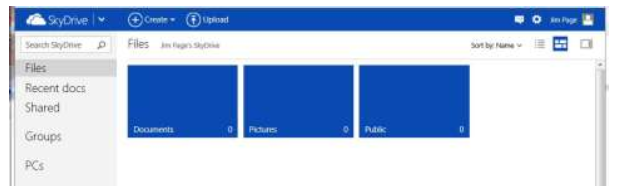 SkyDrive Create Upload Jim Page
Search SkyDrive Files Jim Page's SkyDrive Sort by: Name
Files
Recent docs
Shared
Groups
PCs
Documents 0 Pictures 0 Public 0